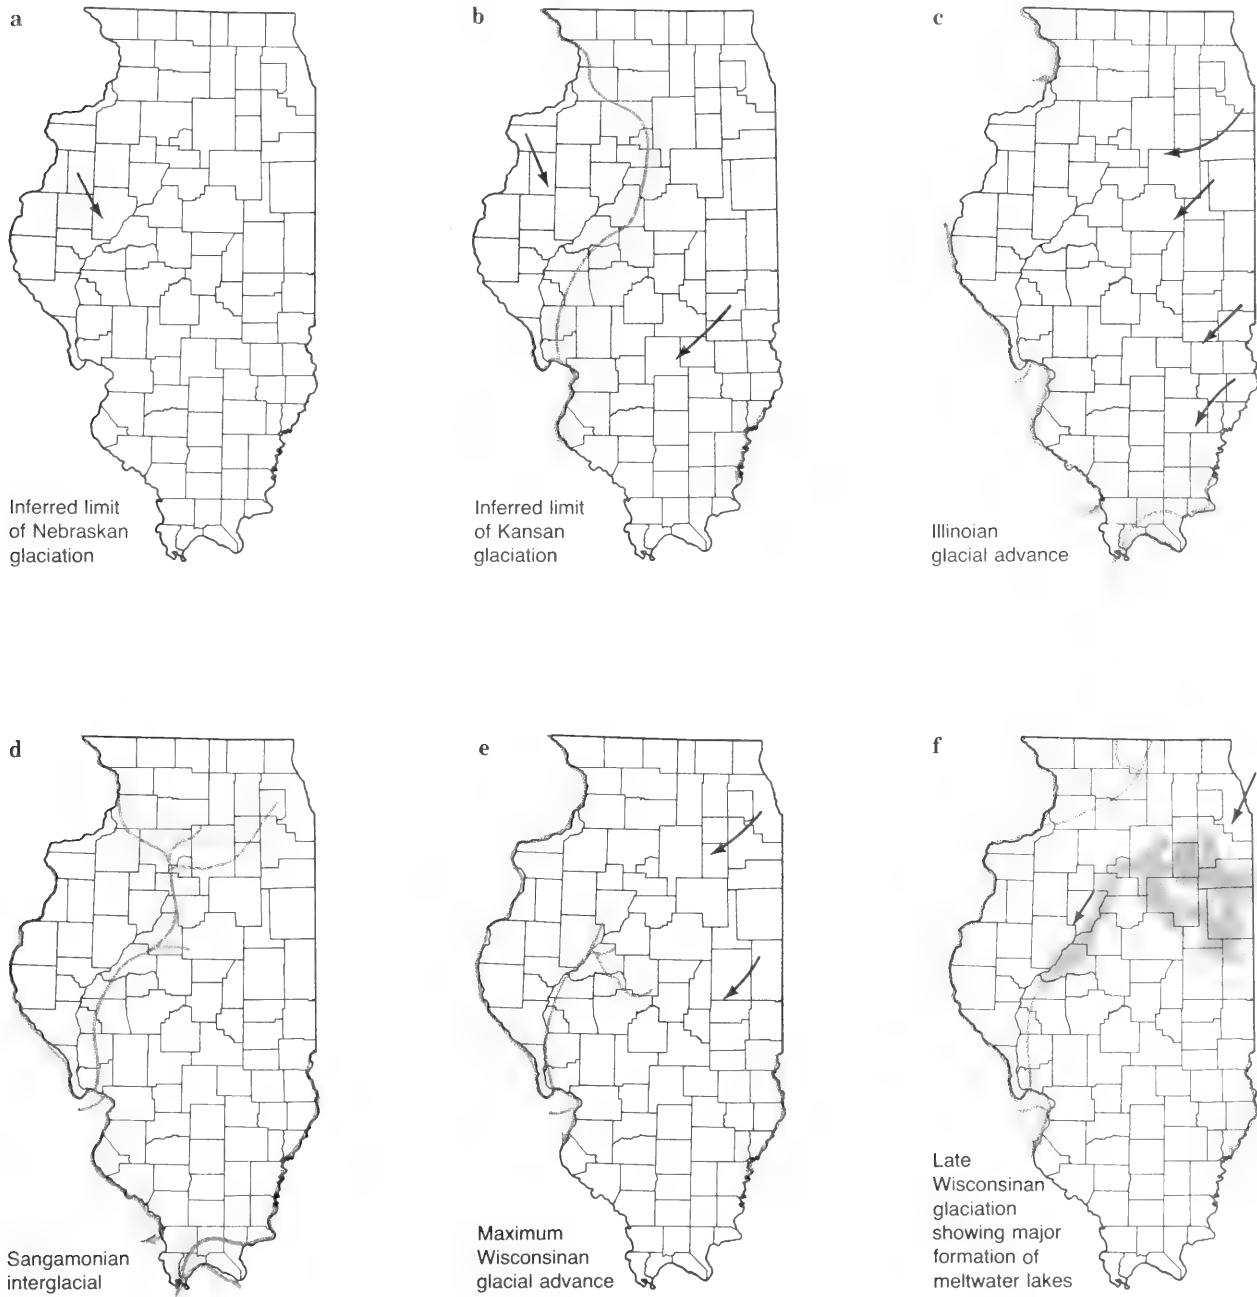 a
Inferred limit
of Nebraskan
glaciation
b
Inferred limit
of Kansan
glaciation
c
Illinoian
glacial advance
d
Sangamonian
interglacial
e
Maximum
Wisconsinan
glacial advance
f
Late
Wisconsinan
glaciation
showing major
formation of
meltwater lakes